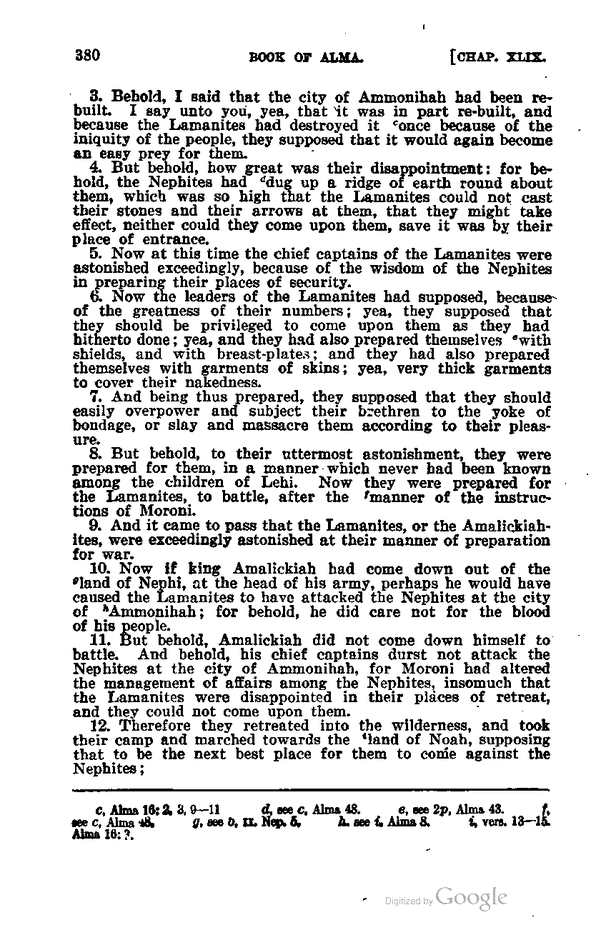 380 BOOK OF ALMA. [CHAP. XLIX.
3. Behold, I said that the city of Ammonihah had been re-
built. I say unto you, yea, that it was in part re-built, and
because the Lamanites had destroyed it ᶜonce because of the
iniquity of the people, they supposed that it would again become
an easy prey for them.
4. But behold, how great was their disappointment: for be-
hold, the Nephites had ᵈdug up a ridge of earth round about
them, which was so high that the Lamanites could not cast
their stones and their arrows at them, that they might take
effect, neither could they come upon them, save it was by their
place of entrance.
5. Now at this time the chief captains of the Lamanites were
astonished exceedingly, because of the wisdom of the Nephites
in preparing their places of security.
6. Now the leaders of the Lamanites had supposed, because
of the greatness of their numbers; yea, they supposed that
they should be privileged to come upon them as they had
hitherto done; yea, and they had also prepared themselves ᵉwith
shields, and with breast-plates; and they had also prepared
themselves with garments of skins; yea, very thick garments
to cover their nakedness.
7. And being thus prepared, they supposed that they should
easily overpower and subject their brethren to the yoke of
bondage, or slay and massacre them according to their pleas-
ure.
8. But behold, to their uttermost astonishment, they were
prepared for them, in a manner which never had been known
among the children of Lehi. Now they were prepared for
the Lamanites, to battle, after the ᶠmanner of the instruc-
tions of Moroni.
9. And it came to pass that the Lamanites, or the Amalickiah-
ites, were exceedingly astonished at their manner of preparation
for war.
10. Now if king Amalickiah had come down out of the
ᵍland of Nephi, at the head of his army, perhaps he would have
caused the Lamanites to have attacked the Nephites at the city
of ʰAmmonihah; for behold, he did care not for the blood
of his people.
11. But behold, Amalickiah did not come down himself to
battle. And behold, his chief captains durst not attack the
Nephites at the city of Ammonihah, for Moroni had altered
the management of affairs among the Nephites, insomuch that
the Lamanites were disappointed in their places of retreat,
and they could not come upon them.
12. Therefore they retreated into the wilderness, and took
their camp and marched towards the ⁱland of Noah, supposing
that to be the next best place for them to come against the
Nephites;
c, Alma 16: 2, 3, 9—11 d, see c, Alma 48. e, see 2p, Alma 43. f,
see c, Alma 48. g, see b, II. Nep. 5. h, see i, Alma 8. i, vers. 13—15.
Alma 16:
Digitized by Google